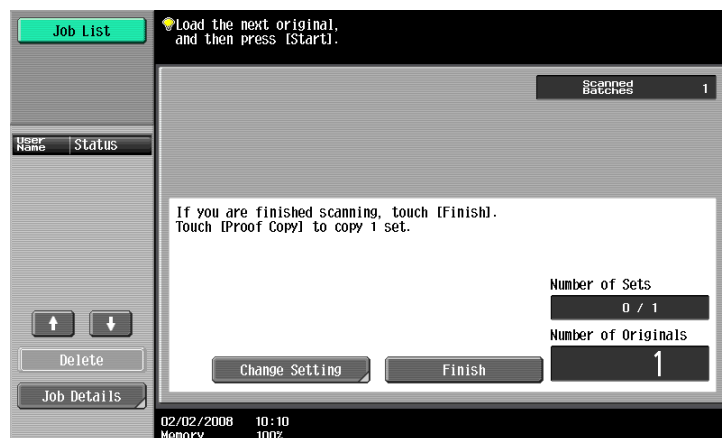 Job List
Load the next original,
and then press [Start].
Scanned
Batches 1
User
Name Status
If you are finished scanning, touch [Finish].
Touch [Proof Copy] to copy 1 set.
Number of Sets
0 / 1
Number of Originals
1
Delete
Change Setting
Finish
Job Details
02/02/2008 10:10
Memory 100%